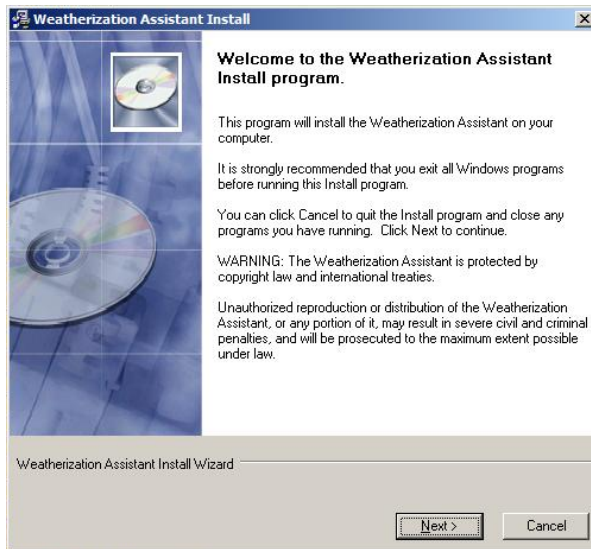 Weatherization Assistant Install
Welcome to the Weatherization Assistant
Install program.
This program will install the Weatherization Assistant on your
computer.
It is strongly recommended that you exit all Windows programs
before running this Install program.
You can click Cancel to quit the Install program and close any
programs you have running. Click Next to continue.
WARNING: The Weatherization Assistant is protected by
copyright law and international treaties.
Unauthorized reproduction or distribution of the Weatherization
Assistant, or any portion of it, may result in severe civil and criminal
penalties, and will be prosecuted to the maximum extent possible
under law.
Weatherization Assistant Install Wizard
Next >
Cancel